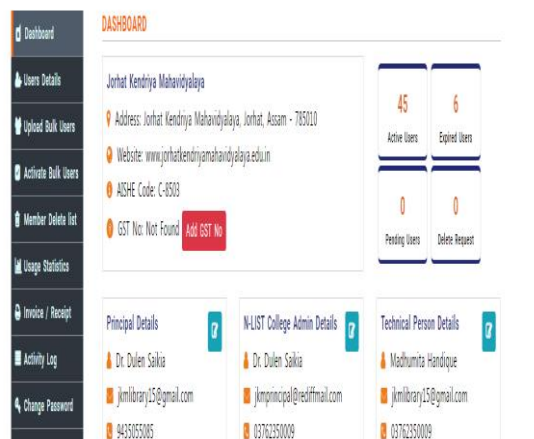 Dashboard
Users Details
Upload Bulk Users
Activate Bulk Users
Member Delete list
Usage Statistics
Invoice / Receipt
Activity Log
Change Password
DASHBOARD
Jorhat Kendriya Mahavidyalaya
Address: Jorhat Kendriya Mahavidyalaya, Jorhat, Assam - 785010
Website: www.jorhatkendriyamahavidyalaya.edu.in
AISHE Code: C-8503
GST No: Not Found Add GST No
45
Active Users
6
Expired Users
0
Pending Users
0
Delete Request
Principal Details
Dr. Dulen Saikia
jkmlibrary15@gmail.com
9435055085
N-LIST College Admin Details
Dr. Dulen Saikia
jkmprincipal@rediffmail.com
03762350009
Technical Person Details
Madhumita Handique
jkmlibrary15@gmail.com
03762350009